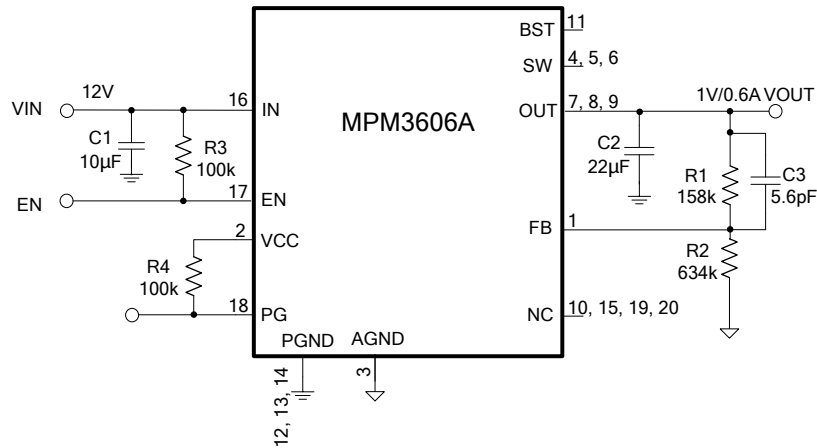 BST
11
SW
4, 5, 6
VIN
12V
16
IN
MPM3606A
OUT
7, 8, 9
1V/0.6A VOUT
C1
10µF
R3
100k
C2
22µF
R1
158k
C3
5.6pF
EN
17
EN
2
VCC
FB
1
R4
100k
R2
634k
18
PG
NC
10, 15, 19, 20
PGND
AGND
12, 13, 14
3